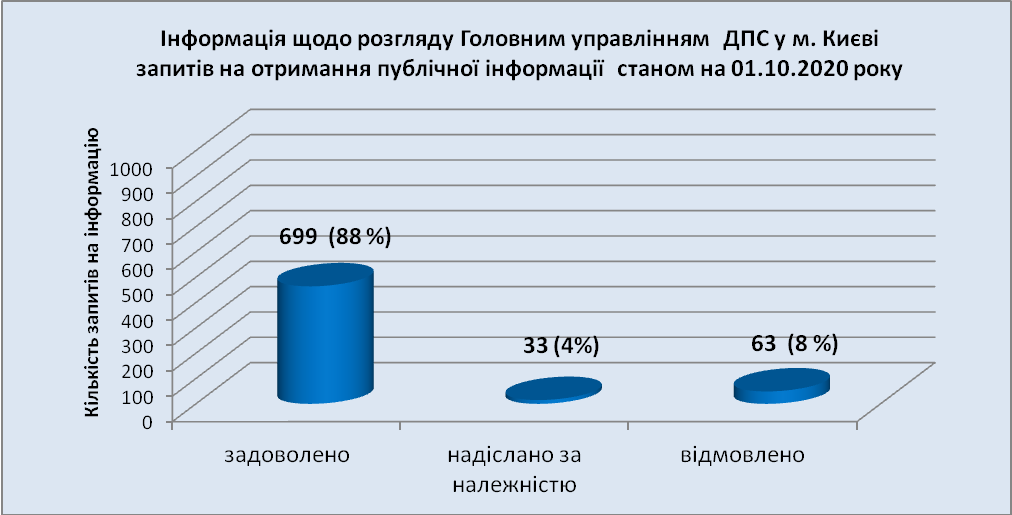 Інформація щодо розгляду Головним управлінням ДПС у м. Києві
запитів на отримання публічної інформації станом на 01.10.2020 року
Кількість запитів на інформацію
1000
900
800
700
600
500
400
300
200
100
0
699 (88 %)
33 (4%)
63 (8 %)
задоволено
надіслано за
належністю
відмовлено